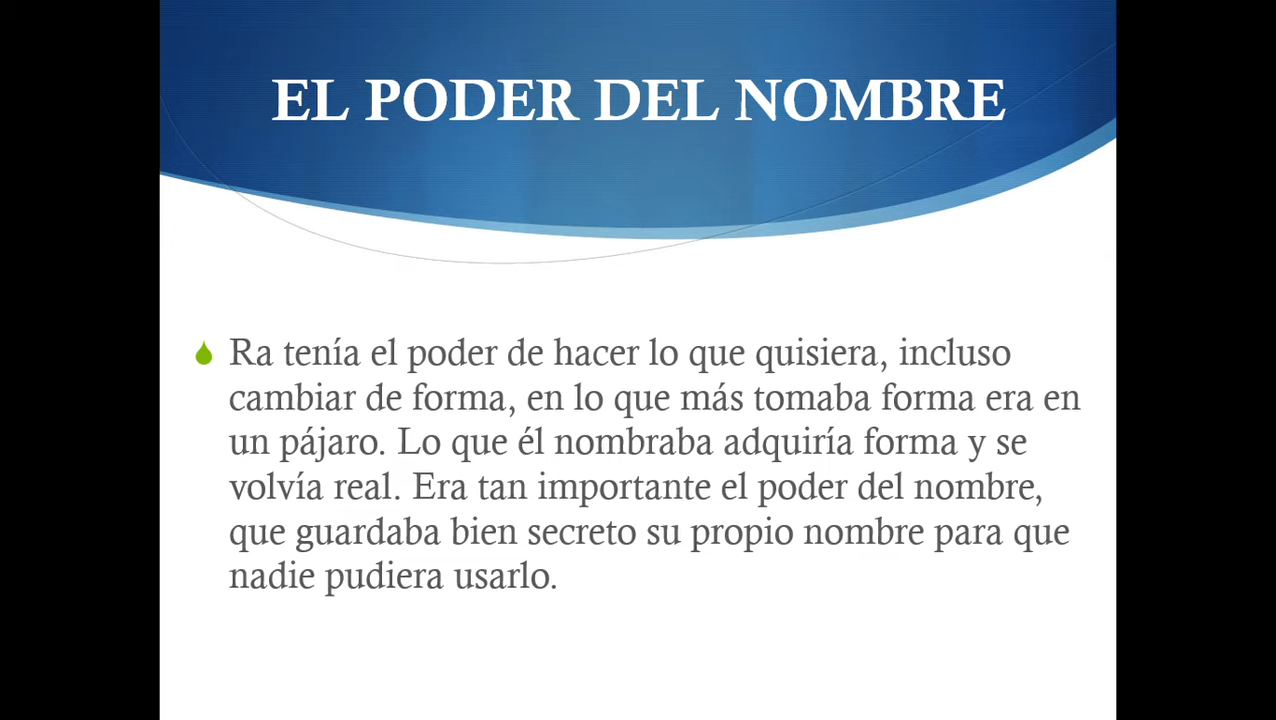 EL PODER DEL NOMBRE
Ra tenía el poder de hacer lo que quisiera, incluso
cambiar de forma, en lo que más tomaba forma era en
un pájaro. Lo que él nombraba adquiría forma y se
volvía real. Era tan importante el poder del nombre,
que guardaba bien secreto su propio nombre para que
nadie pudiera usarlo.